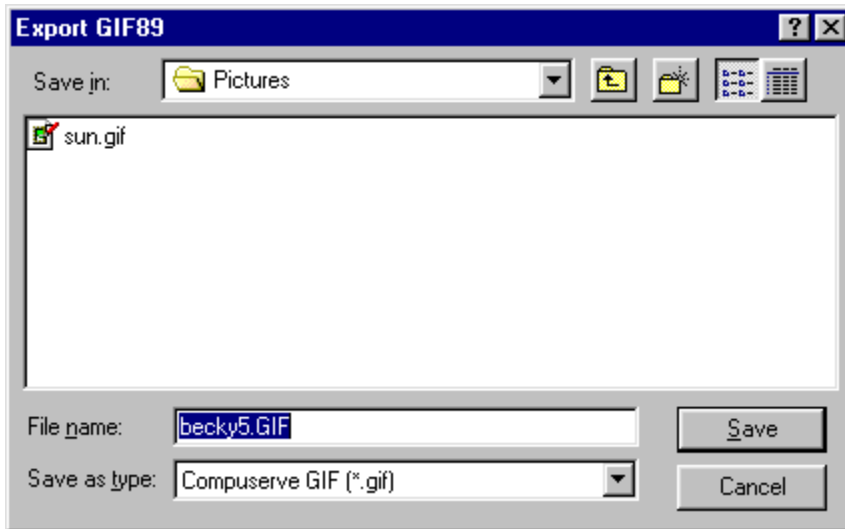 Export GIF89
Save in: Pictures
sun.gif
File name: becky5.GIF Save
Save as type: Compuserve GIF (*.gif) Cancel